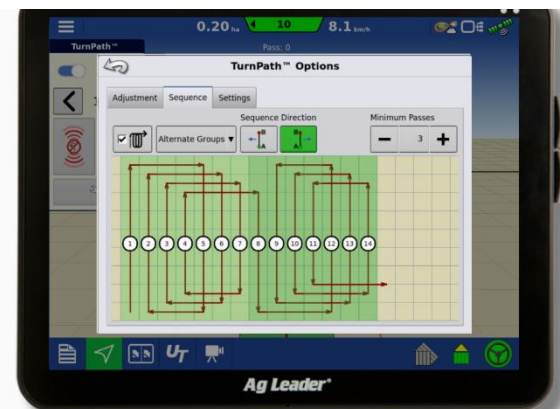 0.20 ha 10 8.1 km/h
TurnPath™ Pass: 0
TurnPath™ Options
Adjustment Sequence Settings
Sequence Direction Minimum Passes
Alternate Groups B A B A 3
1 2 3 4 5 6 7 8 9 10 11 12 13 14
UT
Ag Leader